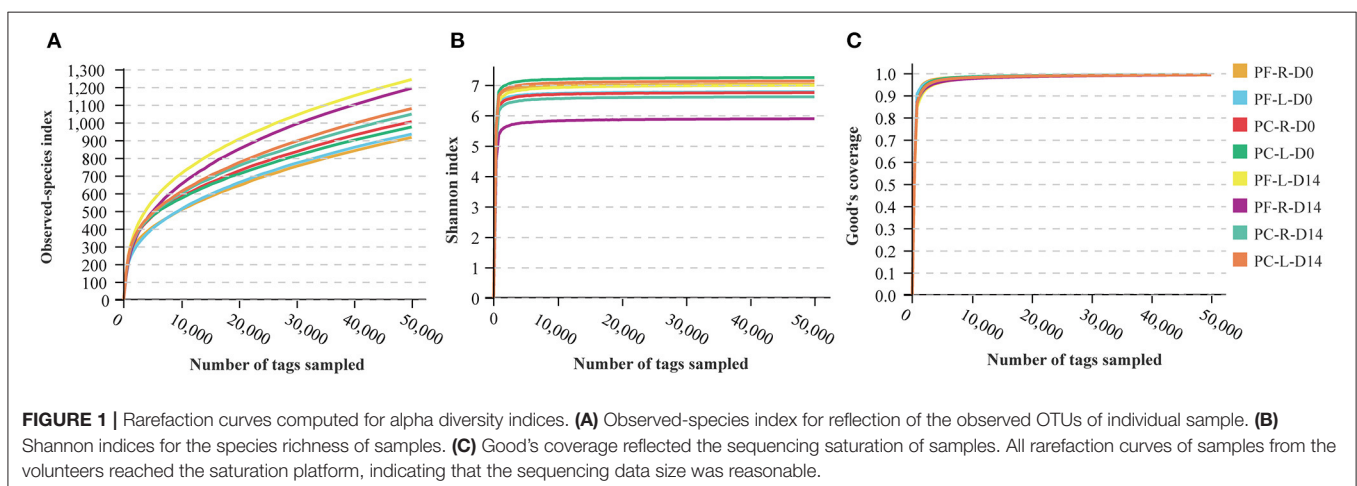 A
B
C
1,300
1,200
1,100
1,000
900
800
700
600
500
400
300
200
100
0
Observed-species index
0
10,000
20,000
30,000
40,000
50,000
Number of tags sampled
7
6
5
4
3
2
1
0
Shannon index
0
10,000
20,000
30,000
40,000
50,000
Number of tags sampled
1.0
0.9
0.8
0.7
0.6
0.5
0.4
0.3
0.2
0.1
0.0
Good‘s coverage
0
10,000
20,000
30,000
40,000
50,000
Number of tags sampled
PF-R-D0
PF-L-D0
PC-R-D0
PC-L-D0
PF-L-D14
PF-R-D14
PC-R-D14
PC-L-D14
FIGURE 1 | Rarefaction curves computed for alpha diversity indices. (A) Observed-species index for reflection of the observed OTUs of individual sample. (B)
Shannon indices for the species richness of samples. (C) Good’s coverage reflected the sequencing saturation of samples. All rarefaction curves of samples from the
volunteers reached the saturation platform, indicating that the sequencing data size was reasonable.